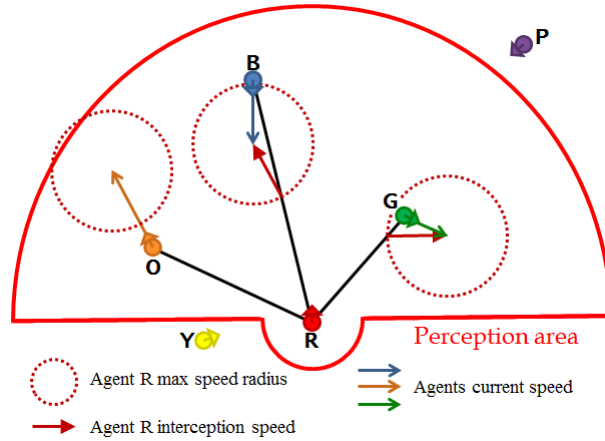 P
B
G
O
Y
R
Perception area
Agent R max speed radius
Agents current speed
Agent R interception speed